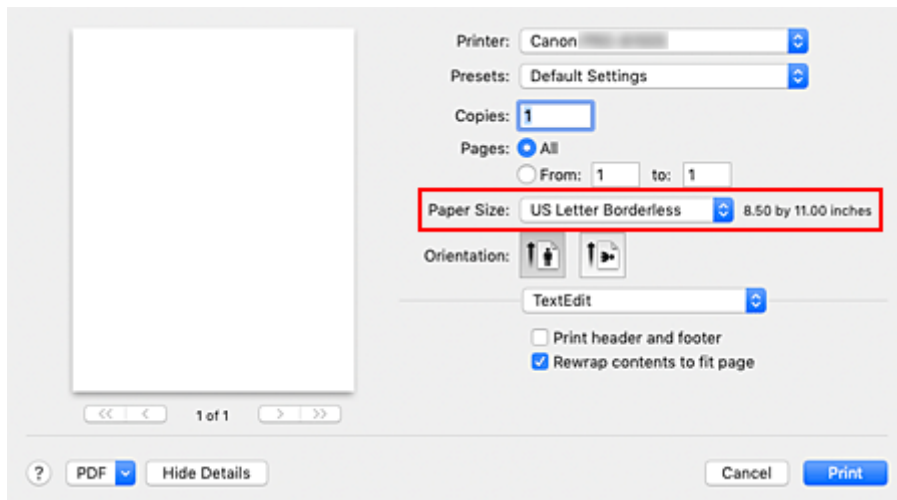 Printer: Canon
Presets: Default Settings
Copies: 1
Pages: All
From: 1 to: 1
Paper Size: US Letter Borderless 8.50 by 11.00 inches
Orientation:
TextEdit
Print header and footer
Rewrap contents to fit page
<< < 1 of 1 > >>
? PDF Hide Details Cancel Print